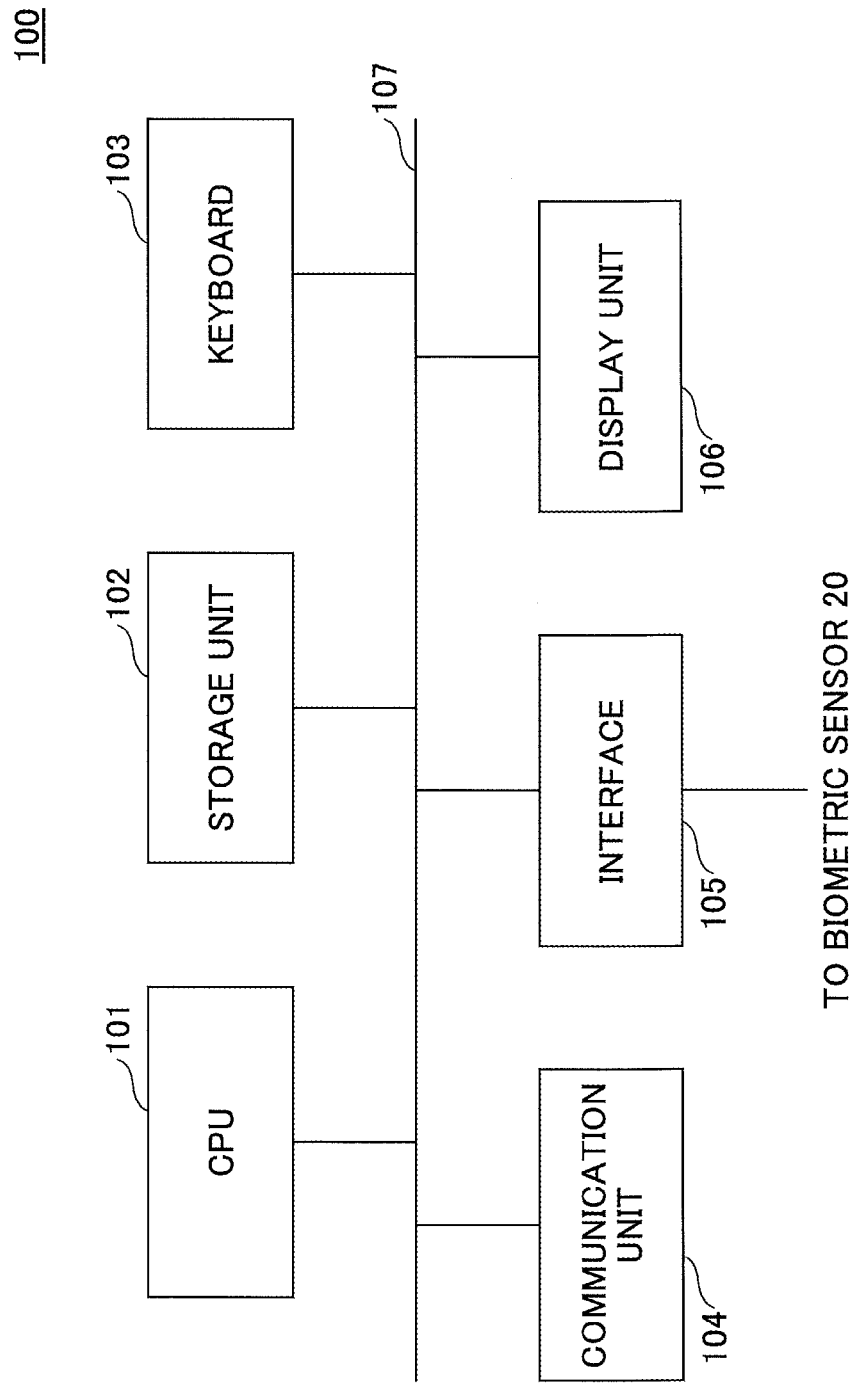 100
101
102
103
CPU
STORAGE UNIT
KEYBOARD
107
COMMUNICATION
UNIT
INTERFACE
DISPLAY UNIT
104
105
106
TO BIOMETRIC SENSOR 20